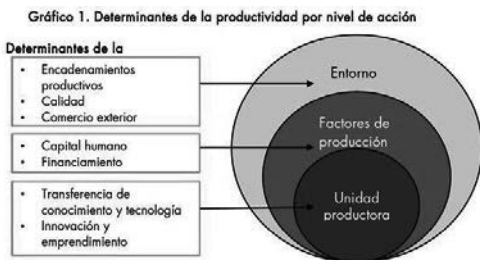 Gráfico 1. Determinantes de la productividad por nivel de acción
Determinantes de la
• Encadenamientos
productivos
• Calidad
• Comercio exterior
• Capital humano
• Financiamiento
• Transferencia de
conocimiento y tecnología
• Innovación y
emprendimiento
Entorno
Factores de
producción
Unidad
productora